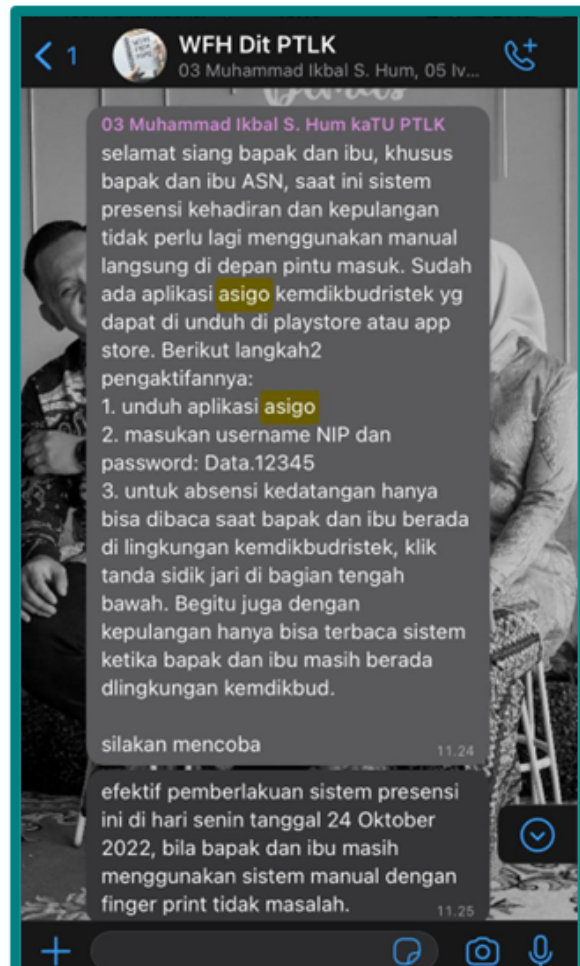 1
WFH Dit PTLK
03 Muhammad Ikbal S. Hum, 05 Iv...
03 Muhammad Ikbal S. Hum kaTU PTLK
selamat siang bapak dan ibu, khusus
bapak dan ibu ASN, saat ini sistem
presensi kehadiran dan kepulangan
tidak perlu lagi menggunakan manual
langsung di depan pintu masuk. Sudah
ada aplikasi asigo kemdikbudristek yg
dapat di unduh di playstore atau app
store. Berikut langkah2
pengaktifannya:
1. unduh aplikasi asigo
2. masukan username NIP dan
password: Data.12345
3. untuk absensi kedatangan hanya
bisa dibaca saat bapak dan ibu berada
di lingkungan kemdikbudristek, klik
tanda sidik jari di bagian tengah
bawah. Begitu juga dengan
kepulangan hanya bisa terbaca sistem
ketika bapak dan ibu masih berada
dlingkungan kemdikbud.
silakan mencoba
11.24
efektif pemberlakuan sistem presensi
ini di hari senin tanggal 24 Oktober
2022, bila bapak dan ibu masih
menggunakan sistem manual dengan
finger print tidak masalah.
11.25